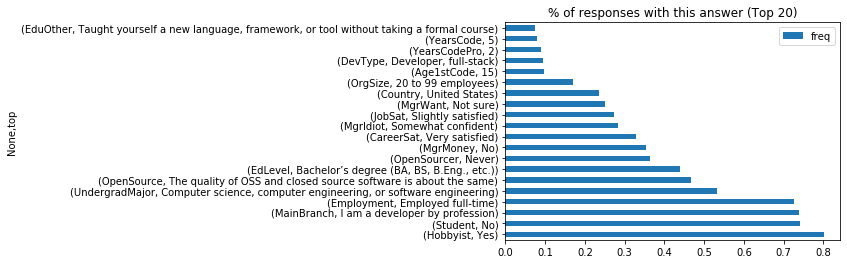 % of responses with this answer (Top 20)
freq
None,top
(EduOther, Taught yourself a new language, framework, or tool without taking a formal course)
(YearsCode, 5)
(YearsCodePro, 2)
(DevType, Developer, full-stack)
(Age1stCode, 15)
(OrgSize, 20 to 99 employees)
(Country, United States)
(MgrWant, Not sure)
(JobSat, Slightly satisfied)
(MgrIdiot, Somewhat confident)
(CareerSat, Very satisfied)
(MgrMoney, No)
(OpenSourcer, Never)
(EdLevel, Bachelor’s degree (BA, BS, B.Eng., etc.))
(OpenSource, The quality of OSS and closed source software is about the same)
(UndergradMajor, Computer science, computer engineering, or software engineering)
(Employment, Employed full-time)
(MainBranch, I am a developer by profession)
(Student, No)
(Hobbyist, Yes)
0.0 0.1 0.2 0.3 0.4 0.5 0.6 0.7 0.8